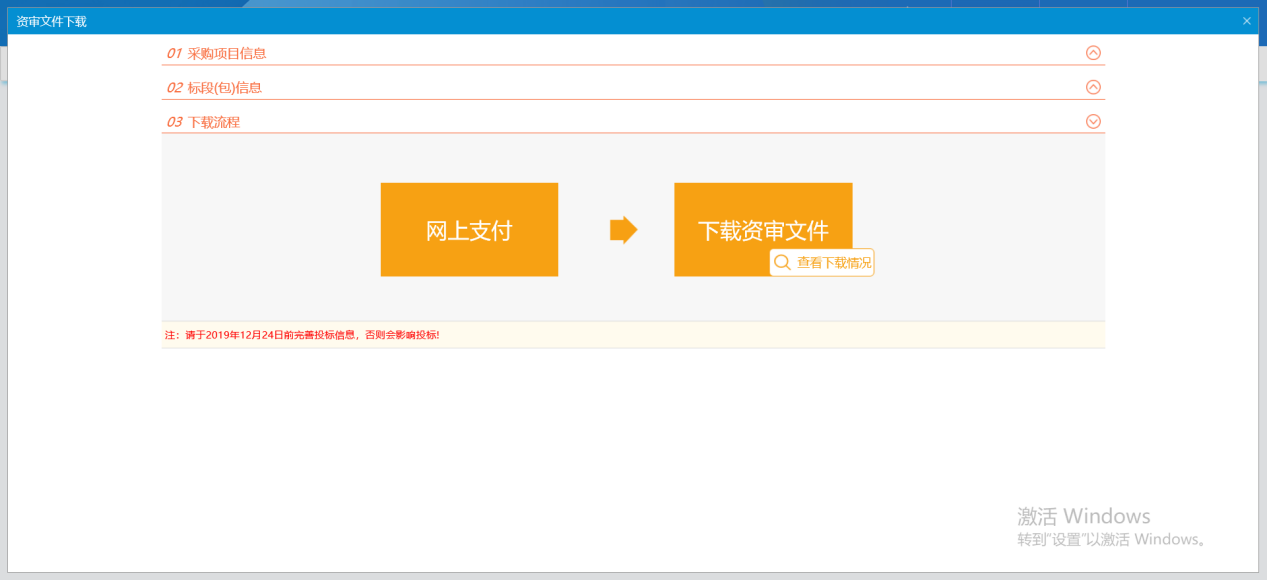 资审文件下载
01 采购项目信息
02 标段(包)信息
03 下载流程
网上支付
下载资审文件
查看下载情况
注：请于2019年12月24日前完善投标信息，否则会影响投标!
激活 Windows
转到"设置"以激活 Windows。